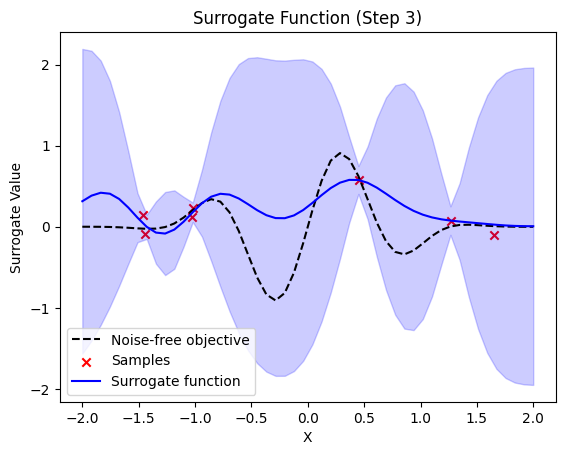 Surrogate Function (Step 3)
Surrogate Value
2
1
0
−1
−2
Noise-free objective
Samples
Surrogate function
−2.0 −1.5 −1.0 −0.5 0.0 0.5 1.0 1.5 2.0
X